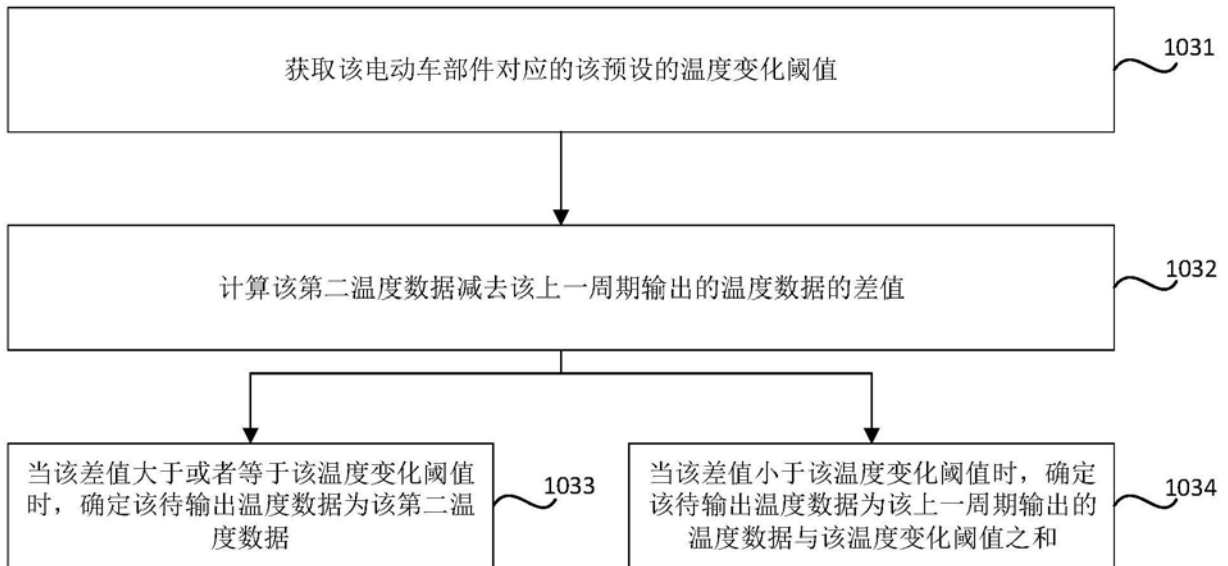 获取该电动车部件对应的该预设的温度变化阈值
1031
计算该第二温度数据减去该上一周期输出的温度数据的差值
1032
当该差值大于或者等于该温度变化阈值
时，确定该待输出温度数据为该第二温
度数据
1033
当该差值小于该温度变化阈值时，确定
该待输出温度数据为该上一周期输出的
温度数据与该温度变化阈值之和
1034